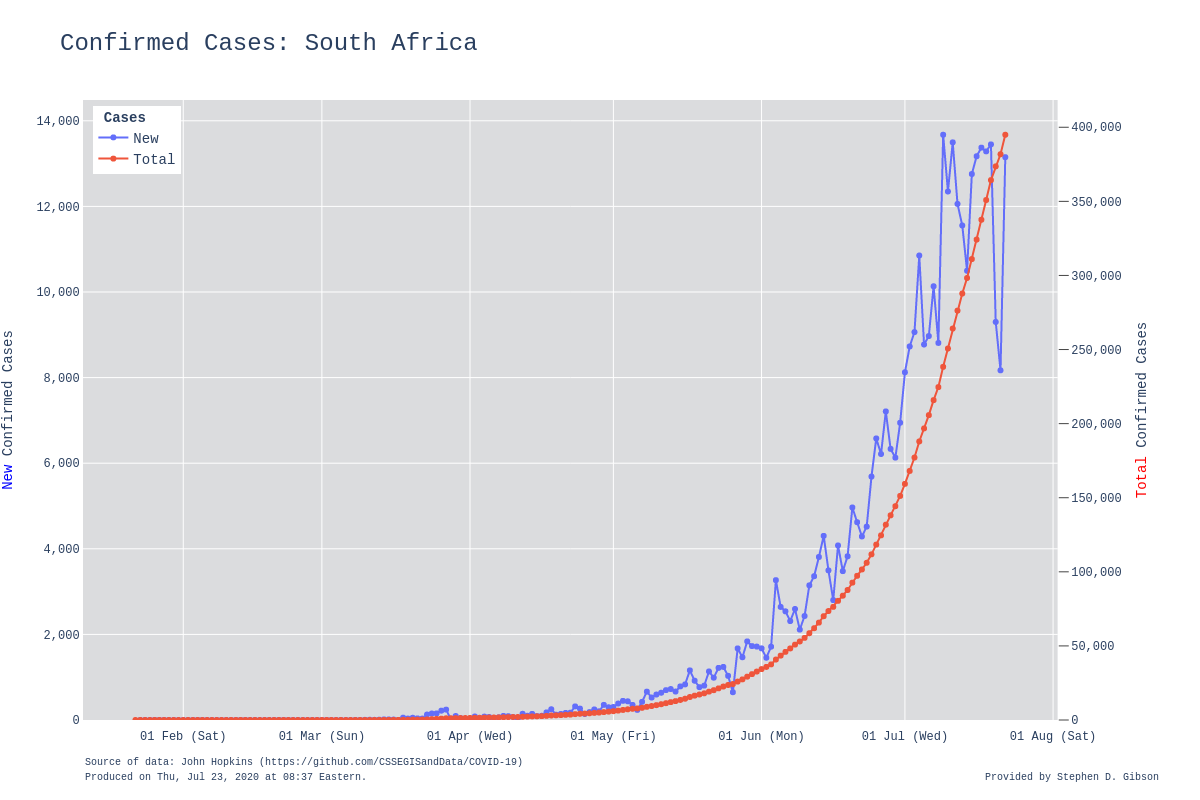 Confirmed Cases: South Africa
Cases
New
Total
14,000
12,000
10,000
8,000
6,000
4,000
2,000
0
New Confirmed Cases
400,000
350,000
300,000
250,000
200,000
150,000
100,000
50,000
0
Total Confirmed Cases
01 Feb (Sat)
01 Mar (Sun)
01 Apr (Wed)
01 May (Fri)
01 Jun (Mon)
01 Jul (Wed)
01 Aug (Sat)
Source of data: John Hopkins (https://github.com/CSSEGISandData/COVID-19)
Produced on Thu, Jul 23, 2020 at 08:37 Eastern.
Provided by Stephen D. Gibson